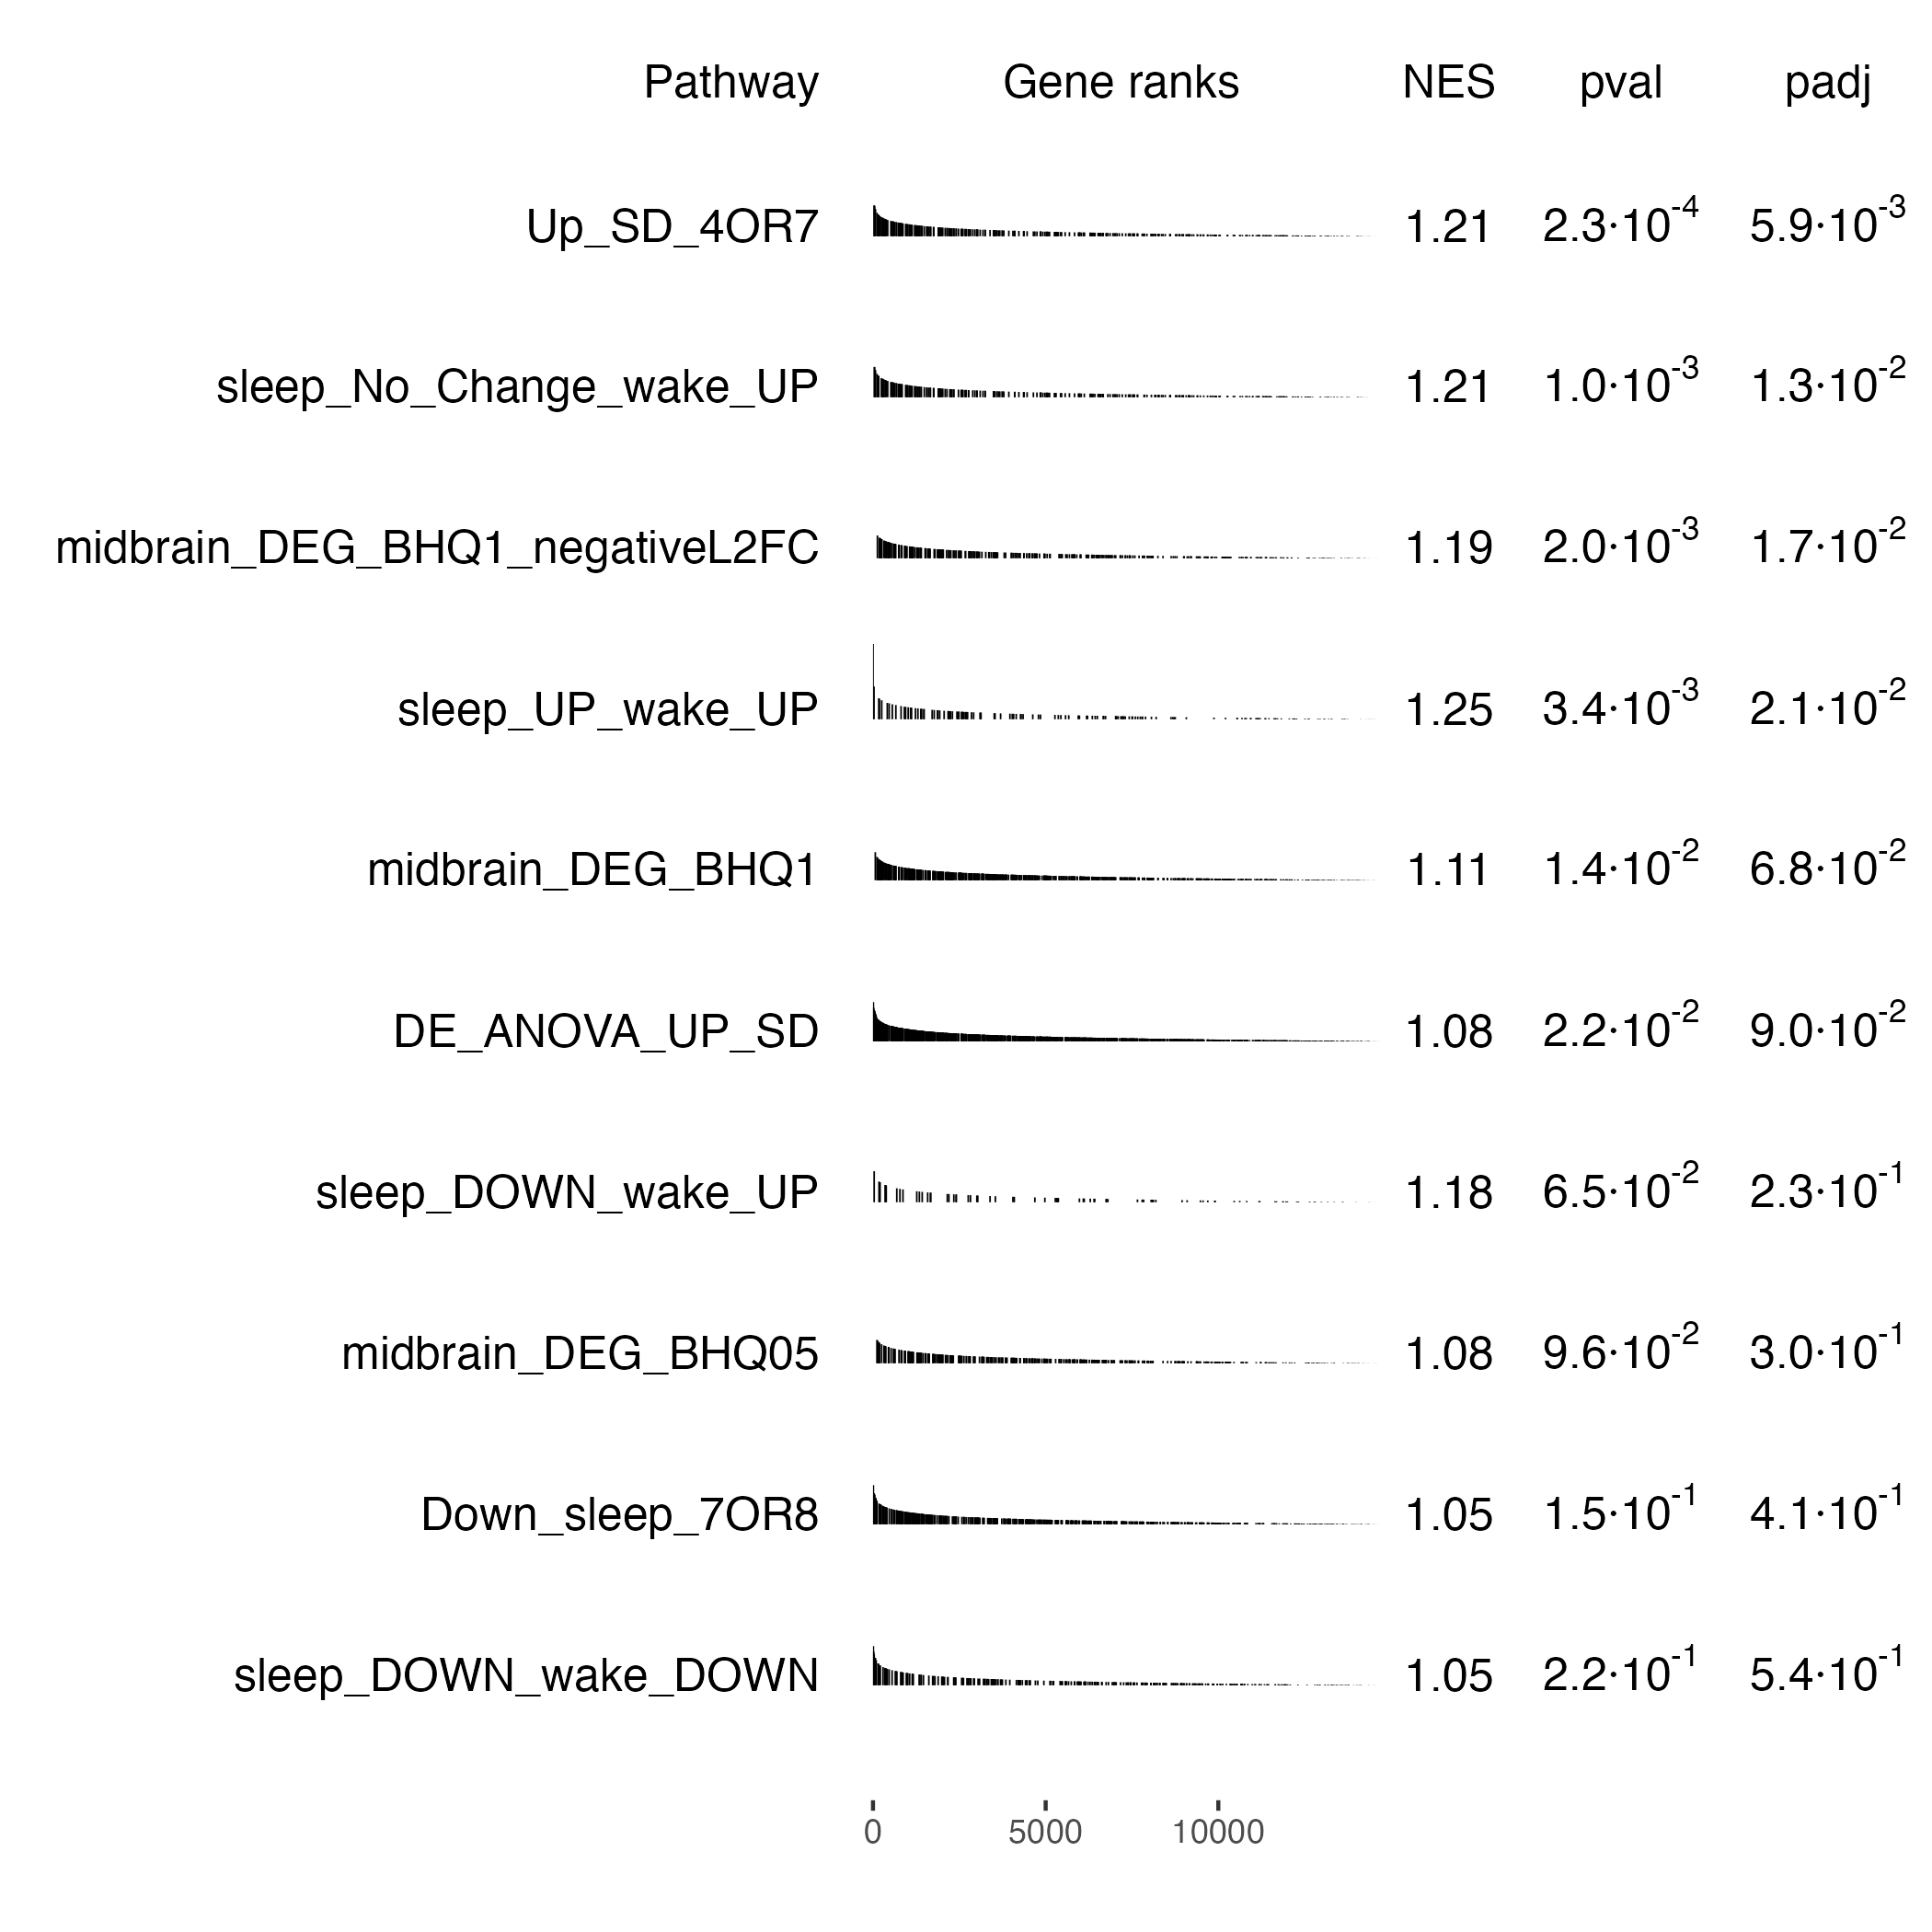 Pathway Gene ranks NES pval padj
Up_SD_4OR7 1.21 2.3·10^-4 5.9·10^-3
sleep_No_Change_wake_UP 1.21 1.0·10^-3 1.3·10^-2
midbrain_DEG_BHQ1_negativeL2FC 1.19 2.0·10^-3 1.7·10^-2
sleep_UP_wake_UP 1.25 3.4·10^-3 2.1·10^-2
midbrain_DEG_BHQ1 1.11 1.4·10^-2 6.8·10^-2
DE_ANOVA_UP_SD 1.08 2.2·10^-2 9.0·10^-2
sleep_DOWN_wake_UP 1.18 6.5·10^-2 2.3·10^-1
midbrain_DEG_BHQ05 1.08 9.6·10^-2 3.0·10^-1
Down_sleep_7OR8 1.05 1.5·10^-1 4.1·10^-1
sleep_DOWN_wake_DOWN 1.05 2.2·10^-1 5.4·10^-1
0 5000 10000